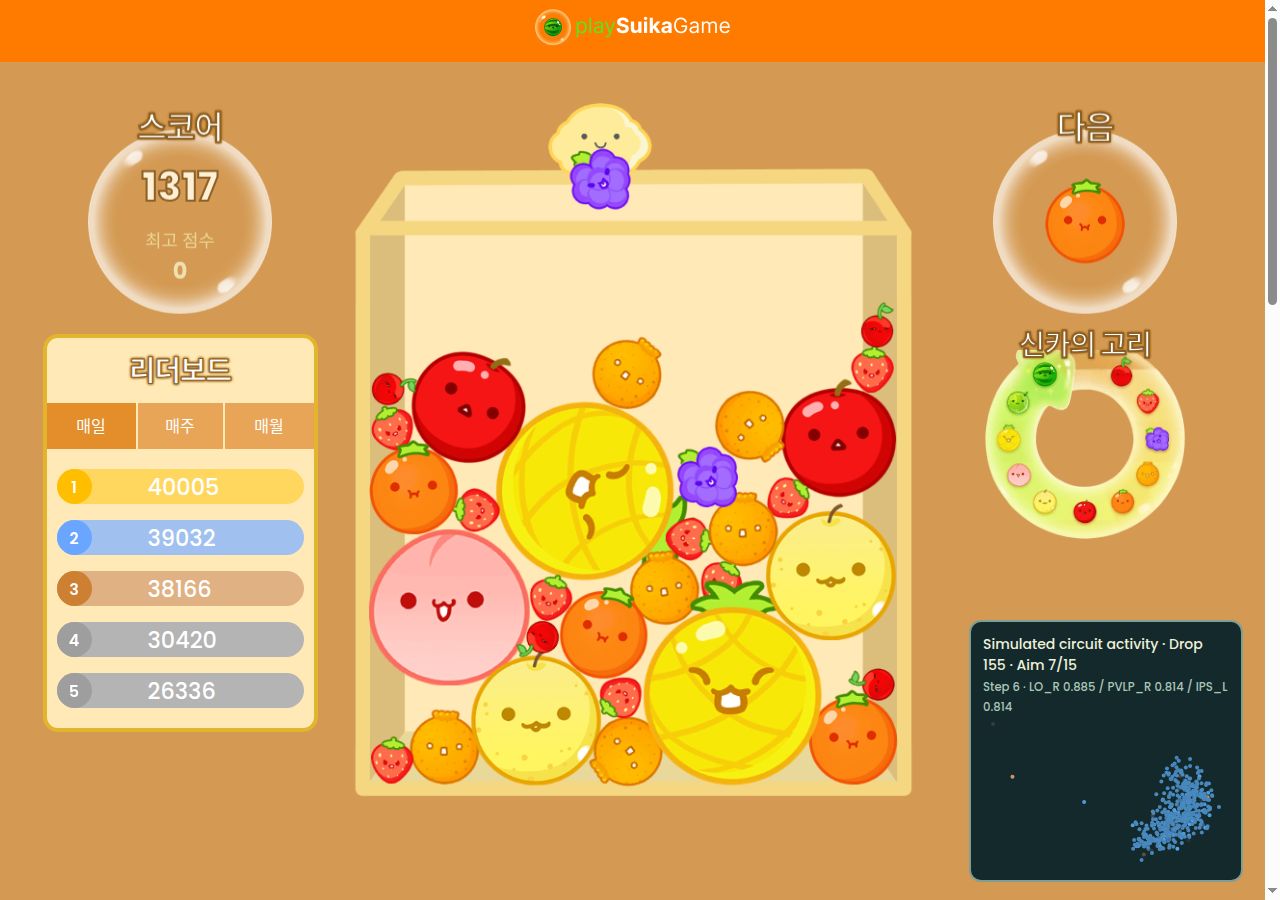 playSuikaGame
스코어
1317
최고 점수
0
리더보드
매일 매주 매월
1 40005
2 39032
3 38166
4 30420
5 26336
다음
신카의 고리
Simulated circuit activity · Drop
155 · Aim 7/15
Step 6 · LO_R 0.885 / PVLP_R 0.814 / IPS_L
0.814